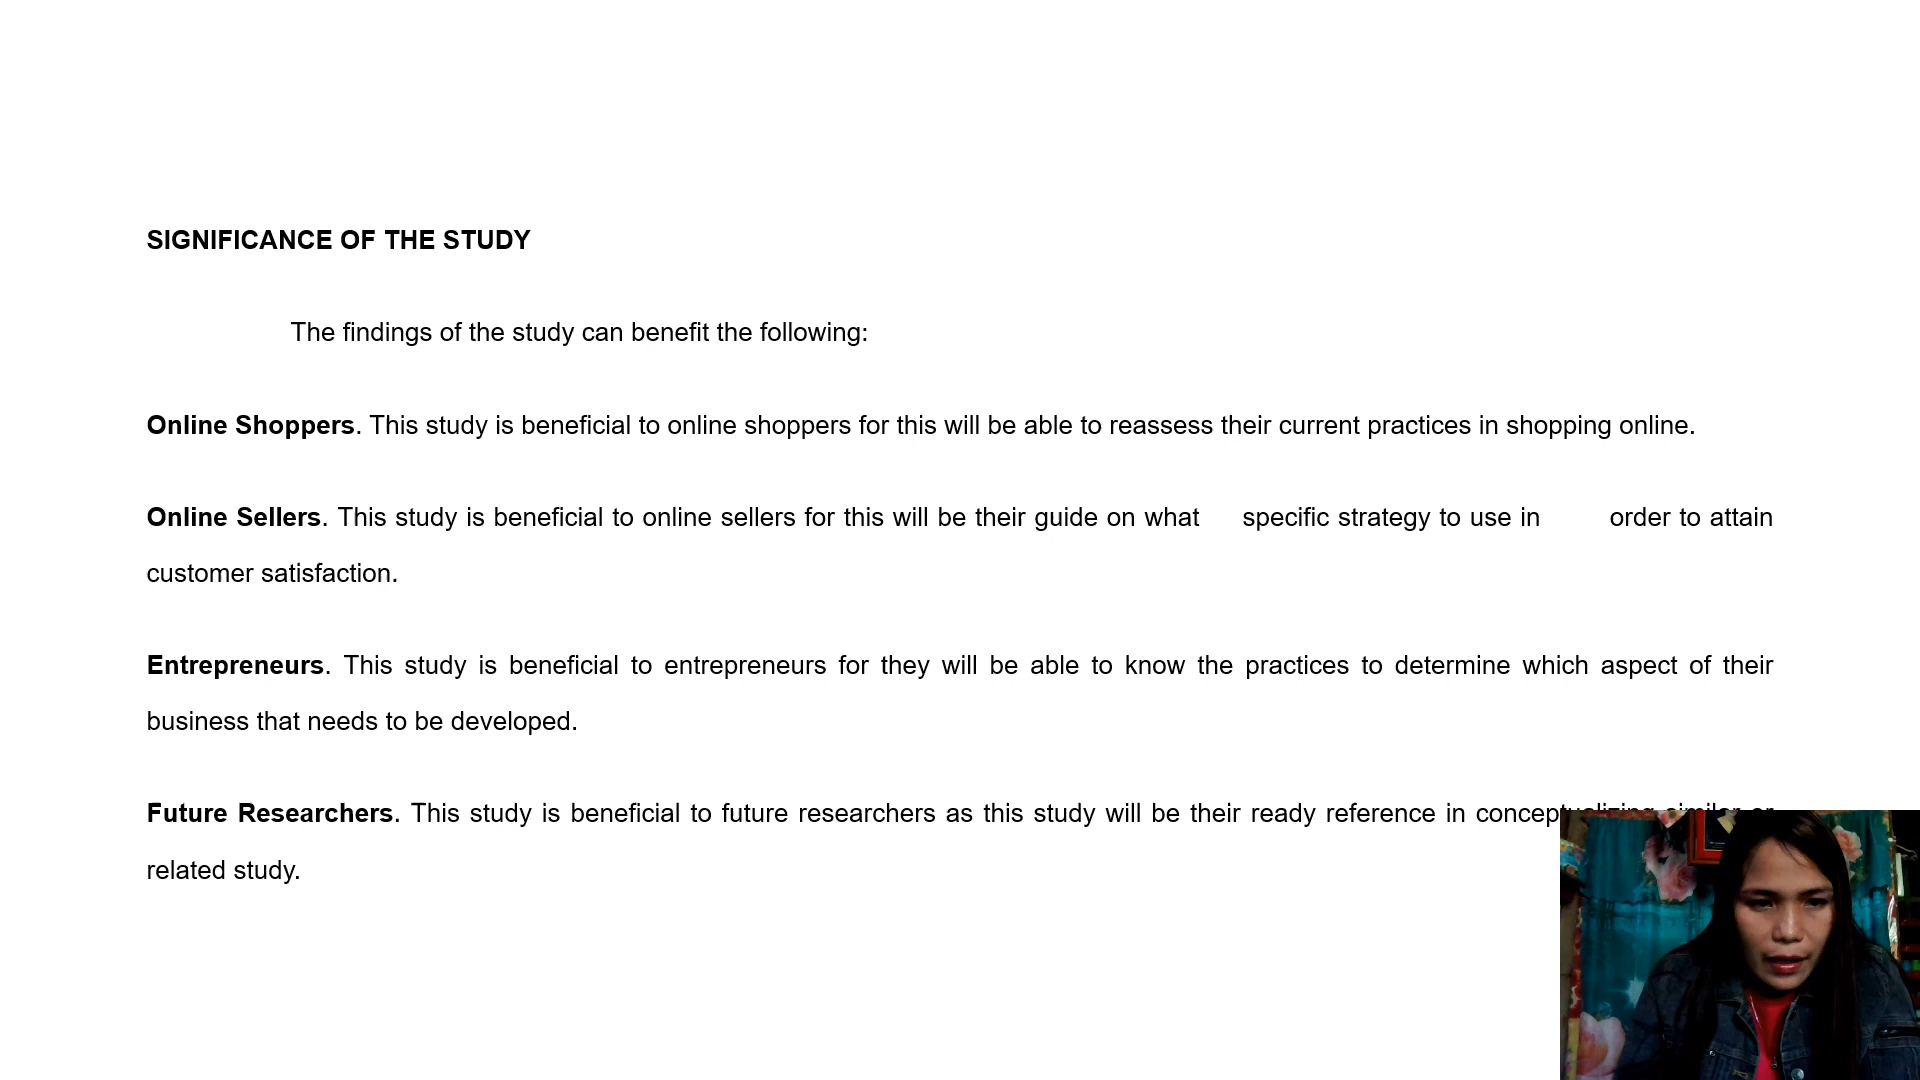 SIGNIFICANCE OF THE STUDY
The findings of the study can benefit the following:
Online Shoppers. This study is beneficial to online shoppers for this will be able to reassess their current practices in shopping online.
Online Sellers. This study is beneficial to online sellers for this will be their guide on what specific strategy to use in order to attain
customer satisfaction.
Entrepreneurs. This study is beneficial to entrepreneurs for they will be able to know the practices to determine which aspect of their
business that needs to be developed.
Future Researchers. This study is beneficial to future researchers as this study will be their ready reference in conceptualizing similar or
related study.